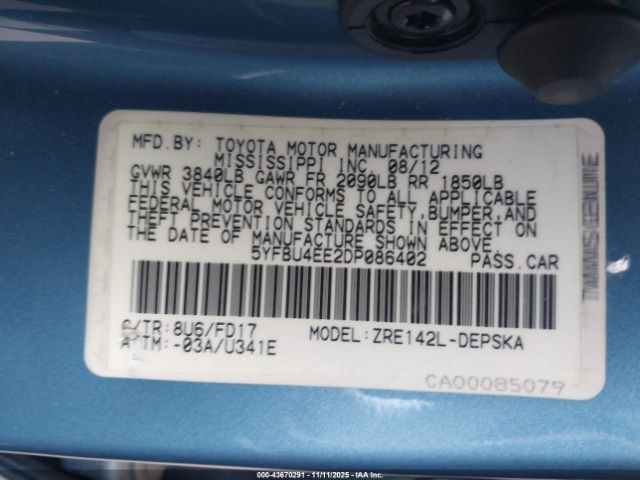 MFD.BY: TOYOTA MOTOR MANUFACTURING
MISSISSIPPI INC. 08/12
GVWR 3840LB GAWR FR 2090LB RR 1850LB
THIS VEHICLE CONFORMS TO ALL APPLICABLE
FEDERAL MOTOR VEHICLE SAFETY,BUMPER,AND
THEFT PREVENTION STANDARDS IN EFFECT ON
THE DATE OF MANUFACTURE SHOWN ABOVE.
5YFBU4EE2DP086402 PASS.CAR
C/TR:8U6/FD17 MODEL:ZRE142L-DEPSKA
A TM:-03A/U341E
CA00085079
000-43670291 - 11/11/2025 - 2360564